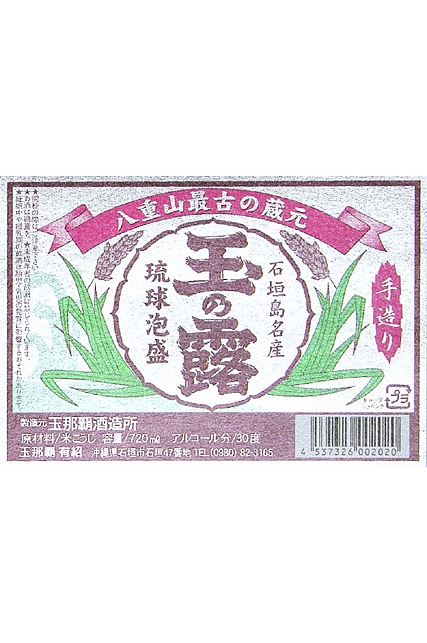 八重山最古の蔵元
石垣島名産
玉の露
琉球泡盛
手造り
プラ
製造元 玉那覇酒造所
原材料/米こうじ 容量/720mℓ アルコール分/30度
玉那覇 有紹 沖縄県石垣市石垣47番地 TEL(0980) 82-3165
4 537326 002020